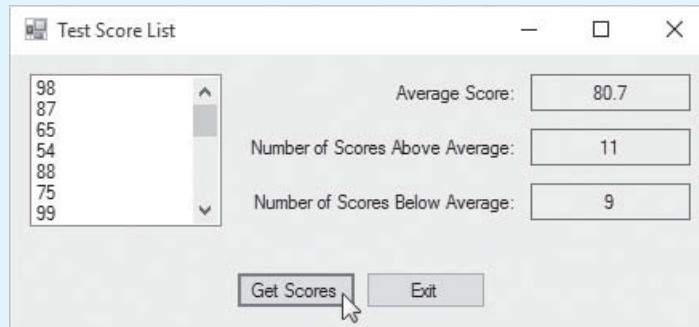 Test Score List
98
87
65
54
88
75
99
Average Score: 80.7
Number of Scores Above Average: 11
Number of Scores Below Average: 9
Get Scores Exit